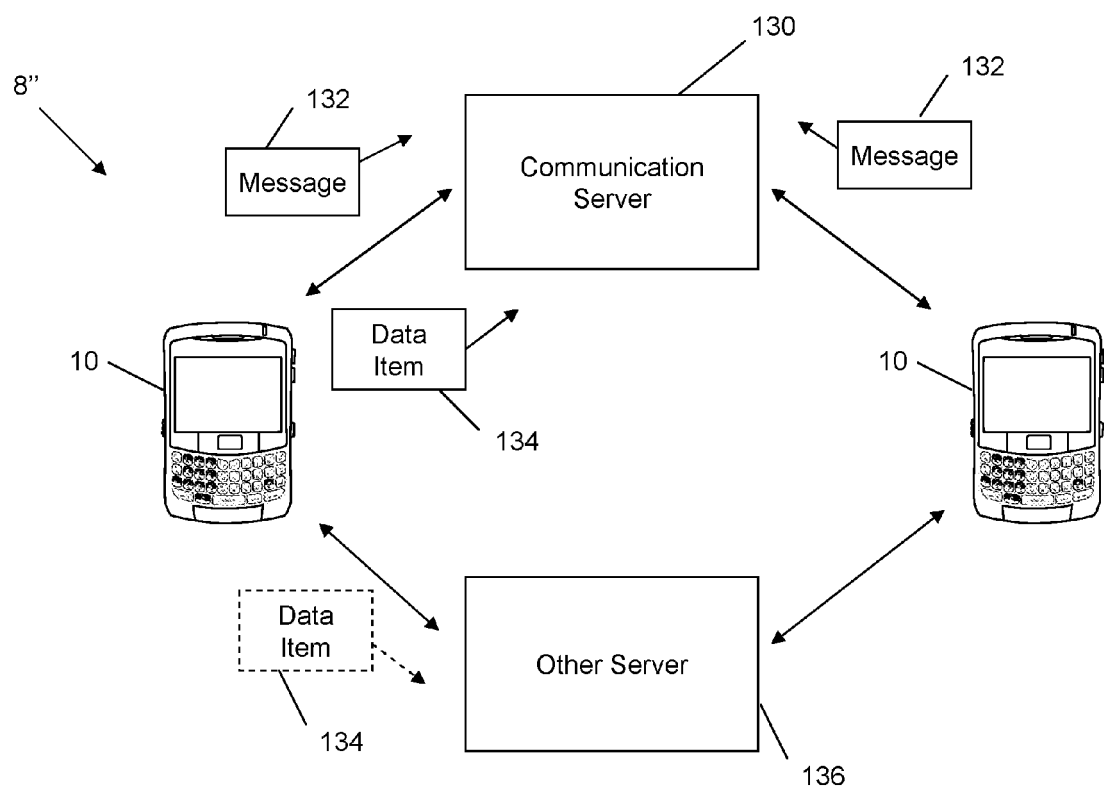 130
8’’
132
132
Message
Communication
Server
Message
Data
Item
10
10
134
Data
Item
Other Server
134
136